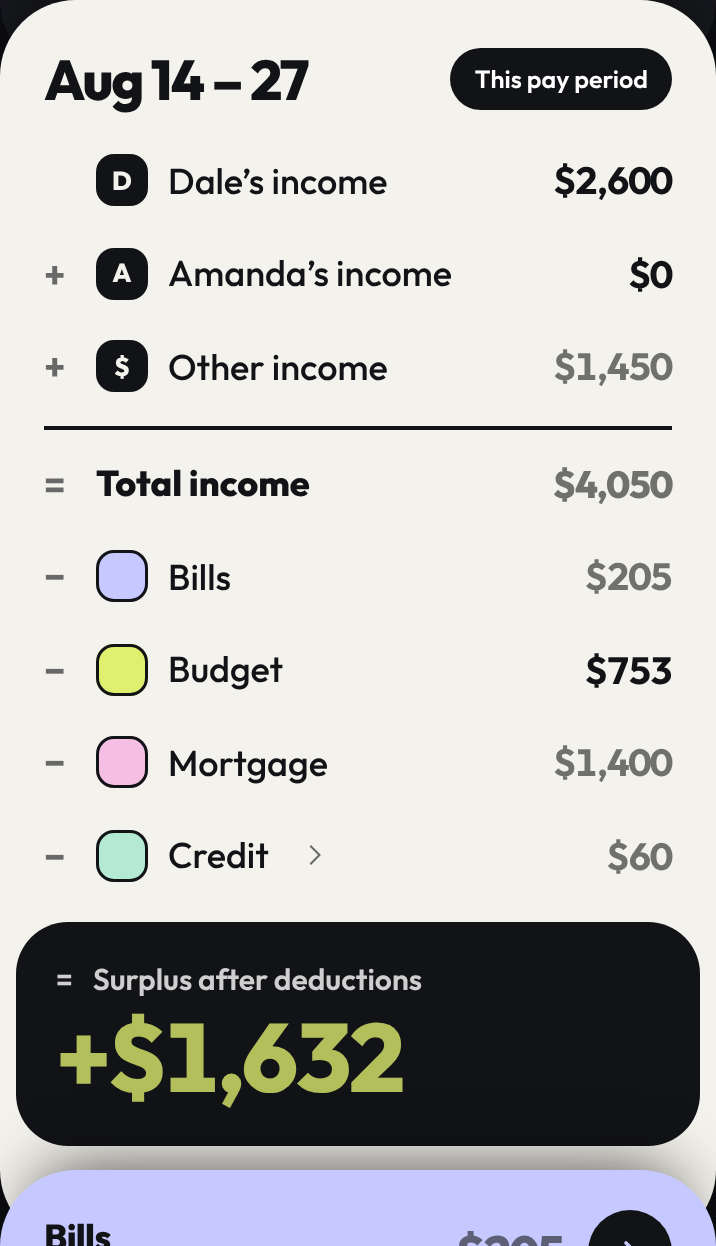 Aug 14 – 27 This pay period
D Dale’s income $2,600
+ A Amanda’s income $0
+ $ Other income $1,450
= Total income $4,050
– Bills $205
– Budget $753
– Mortgage $1,400
– Credit > $60
= Surplus after deductions
+$1,632
Bills $205